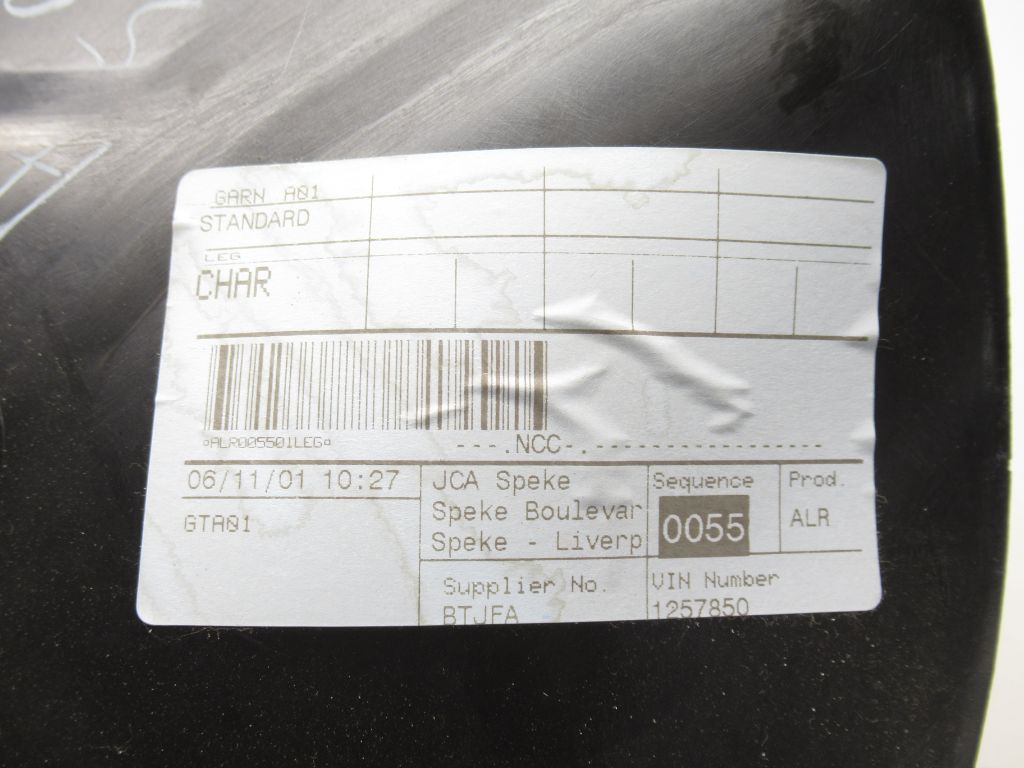 GARN A01
STANDARD
LEG
CHAR
¤ALR005501LEG¤
---.NCC-.-----------------
06/11/01 10:27
GTA01
JCA Speke
Speke Boulevar
Speke - Liverp
Sequence
0055
Prod.
ALR
Supplier No.
BTJFA
VIN Number
1257850